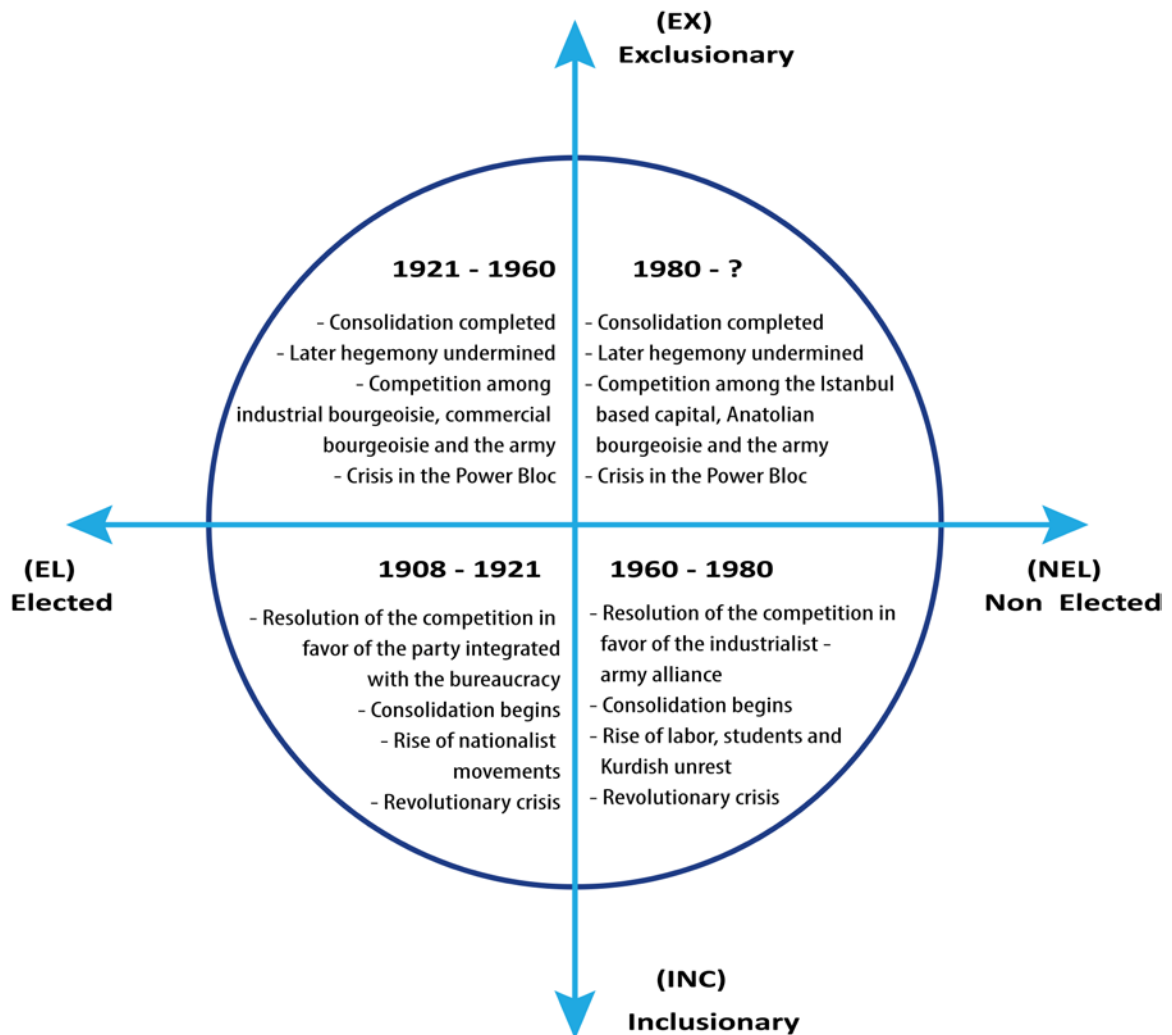 (EX)
Exclusionary
1921 - 1960
- Consolidation completed
- Later hegemony undermined
- Competition among
industrial bourgeoisie, commercial
bourgeoisie and the army
- Crisis in the Power Bloc
1980 - ?
- Consolidation completed
- Later hegemony undermined
- Competition among the Istanbul
based capital, Anatolian
bourgeoisie and the army
- Crisis in the Power Bloc
(EL)
Elected
(NEL)
Non Elected
1908 - 1921
- Resolution of the competition in
favor of the party integrated
with the bureaucracy
- Consolidation begins
- Rise of nationalist
movements
- Revolutionary crisis
1960 - 1980
- Resolution of the competition in
favor of the industrialist -
army alliance
- Consolidation begins
- Rise of labor, students and
Kurdish unrest
- Revolutionary crisis
(INC)
Inclusionary